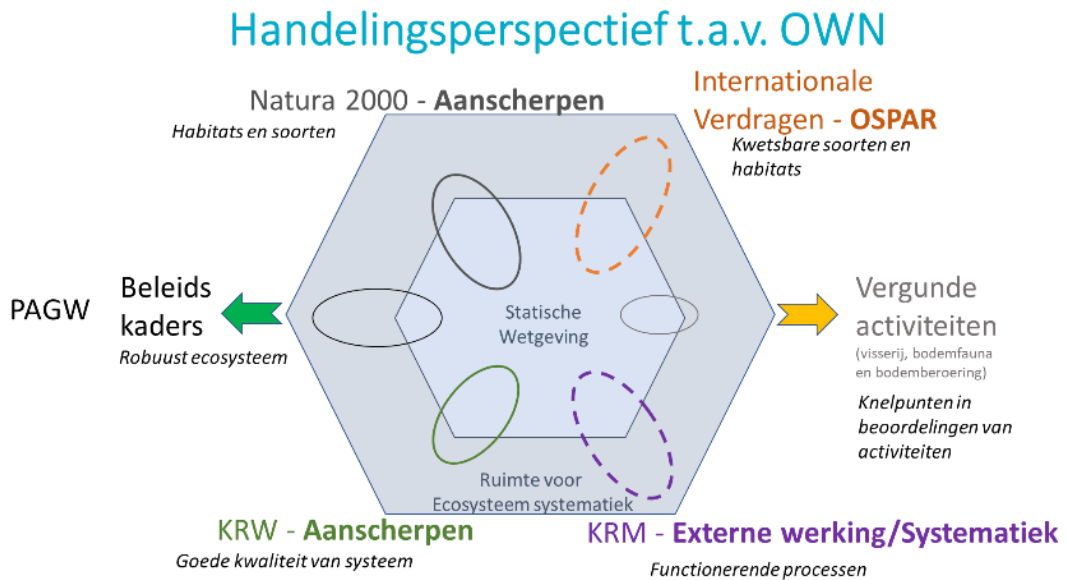 Handelingsperspectief t.a.v. OWN
Natura 2000 - Aanscherpen
Habitats en soorten
Internationale
Verdragen - OSPAR
Kwetsbare soorten en
habitats
PAGW
Beleids
kaders
Robuust ecosysteem
Statische
Wetgeving
Vergunde
activiteiten
(visserij, bodemfauna
en bodemberoering)
Knelpunten in
beoordelingen van
activiteiten
Ruimte voor
Ecosysteem systematiek
KRW - Aanscherpen
Goede kwaliteit van systeem
KRM - Externe werking/Systematiek
Functionerende processen